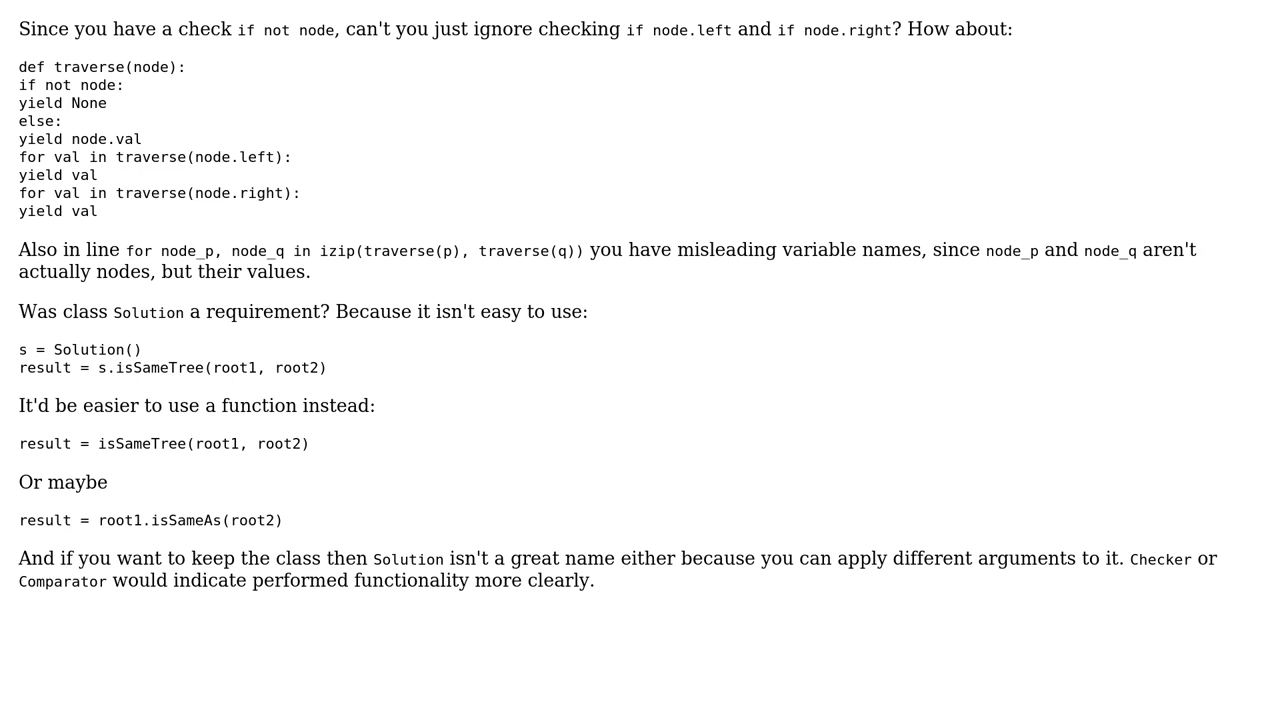 Since you have a check if not node, can't you just ignore checking if node.left and if node.right? How about:
def traverse(node):
if not node:
yield None
else:
yield node.val
for val in traverse(node.left):
yield val
for val in traverse(node.right):
yield val
Also in line for node_p, node_q in izip(traverse(p), traverse(q)) you have misleading variable names, since node_p and node_q aren't
actually nodes, but their values.
Was class Solution a requirement? Because it isn't easy to use:
s = Solution()
result = s.isSameTree(root1, root2)
It'd be easier to use a function instead:
result = isSameTree(root1, root2)
Or maybe
result = root1.isSameAs(root2)
And if you want to keep the class then Solution isn't a great name either because you can apply different arguments to it. Checker or
Comparator would indicate performed functionality more clearly.